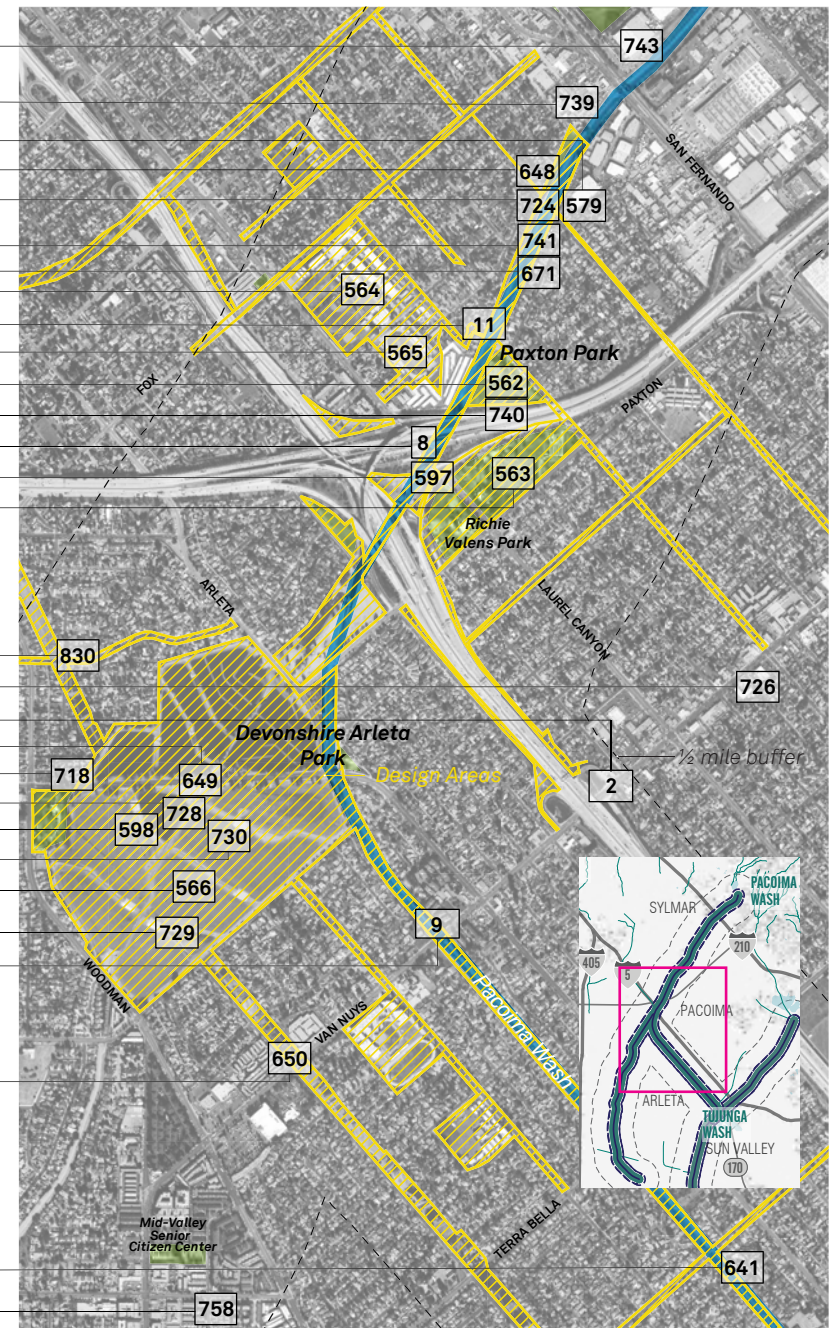 743
739
SAN FERNANDO
648
724
579
741
671
564
11
565
Paxton Park
562
FOX
PAXTON
740
8
597
563
Richie
Valens Park
ARLETA
LAUREL CANYON
830
726
Devonshire Arleta
Park
½ mile buffer
718
649
Design Areas
2
728
598
730
566
729
9
WOODMAN
Pacoima Wash
VAN NUYS
650
PACOIMA
WASH
SYLMAR
210
405
5
PACOIMA
ARLETA
TUJUNGA
WASH
SUN VALLEY
170
TERRA BELLA
Mid-Valley
Senior
Citizen Center
641
758